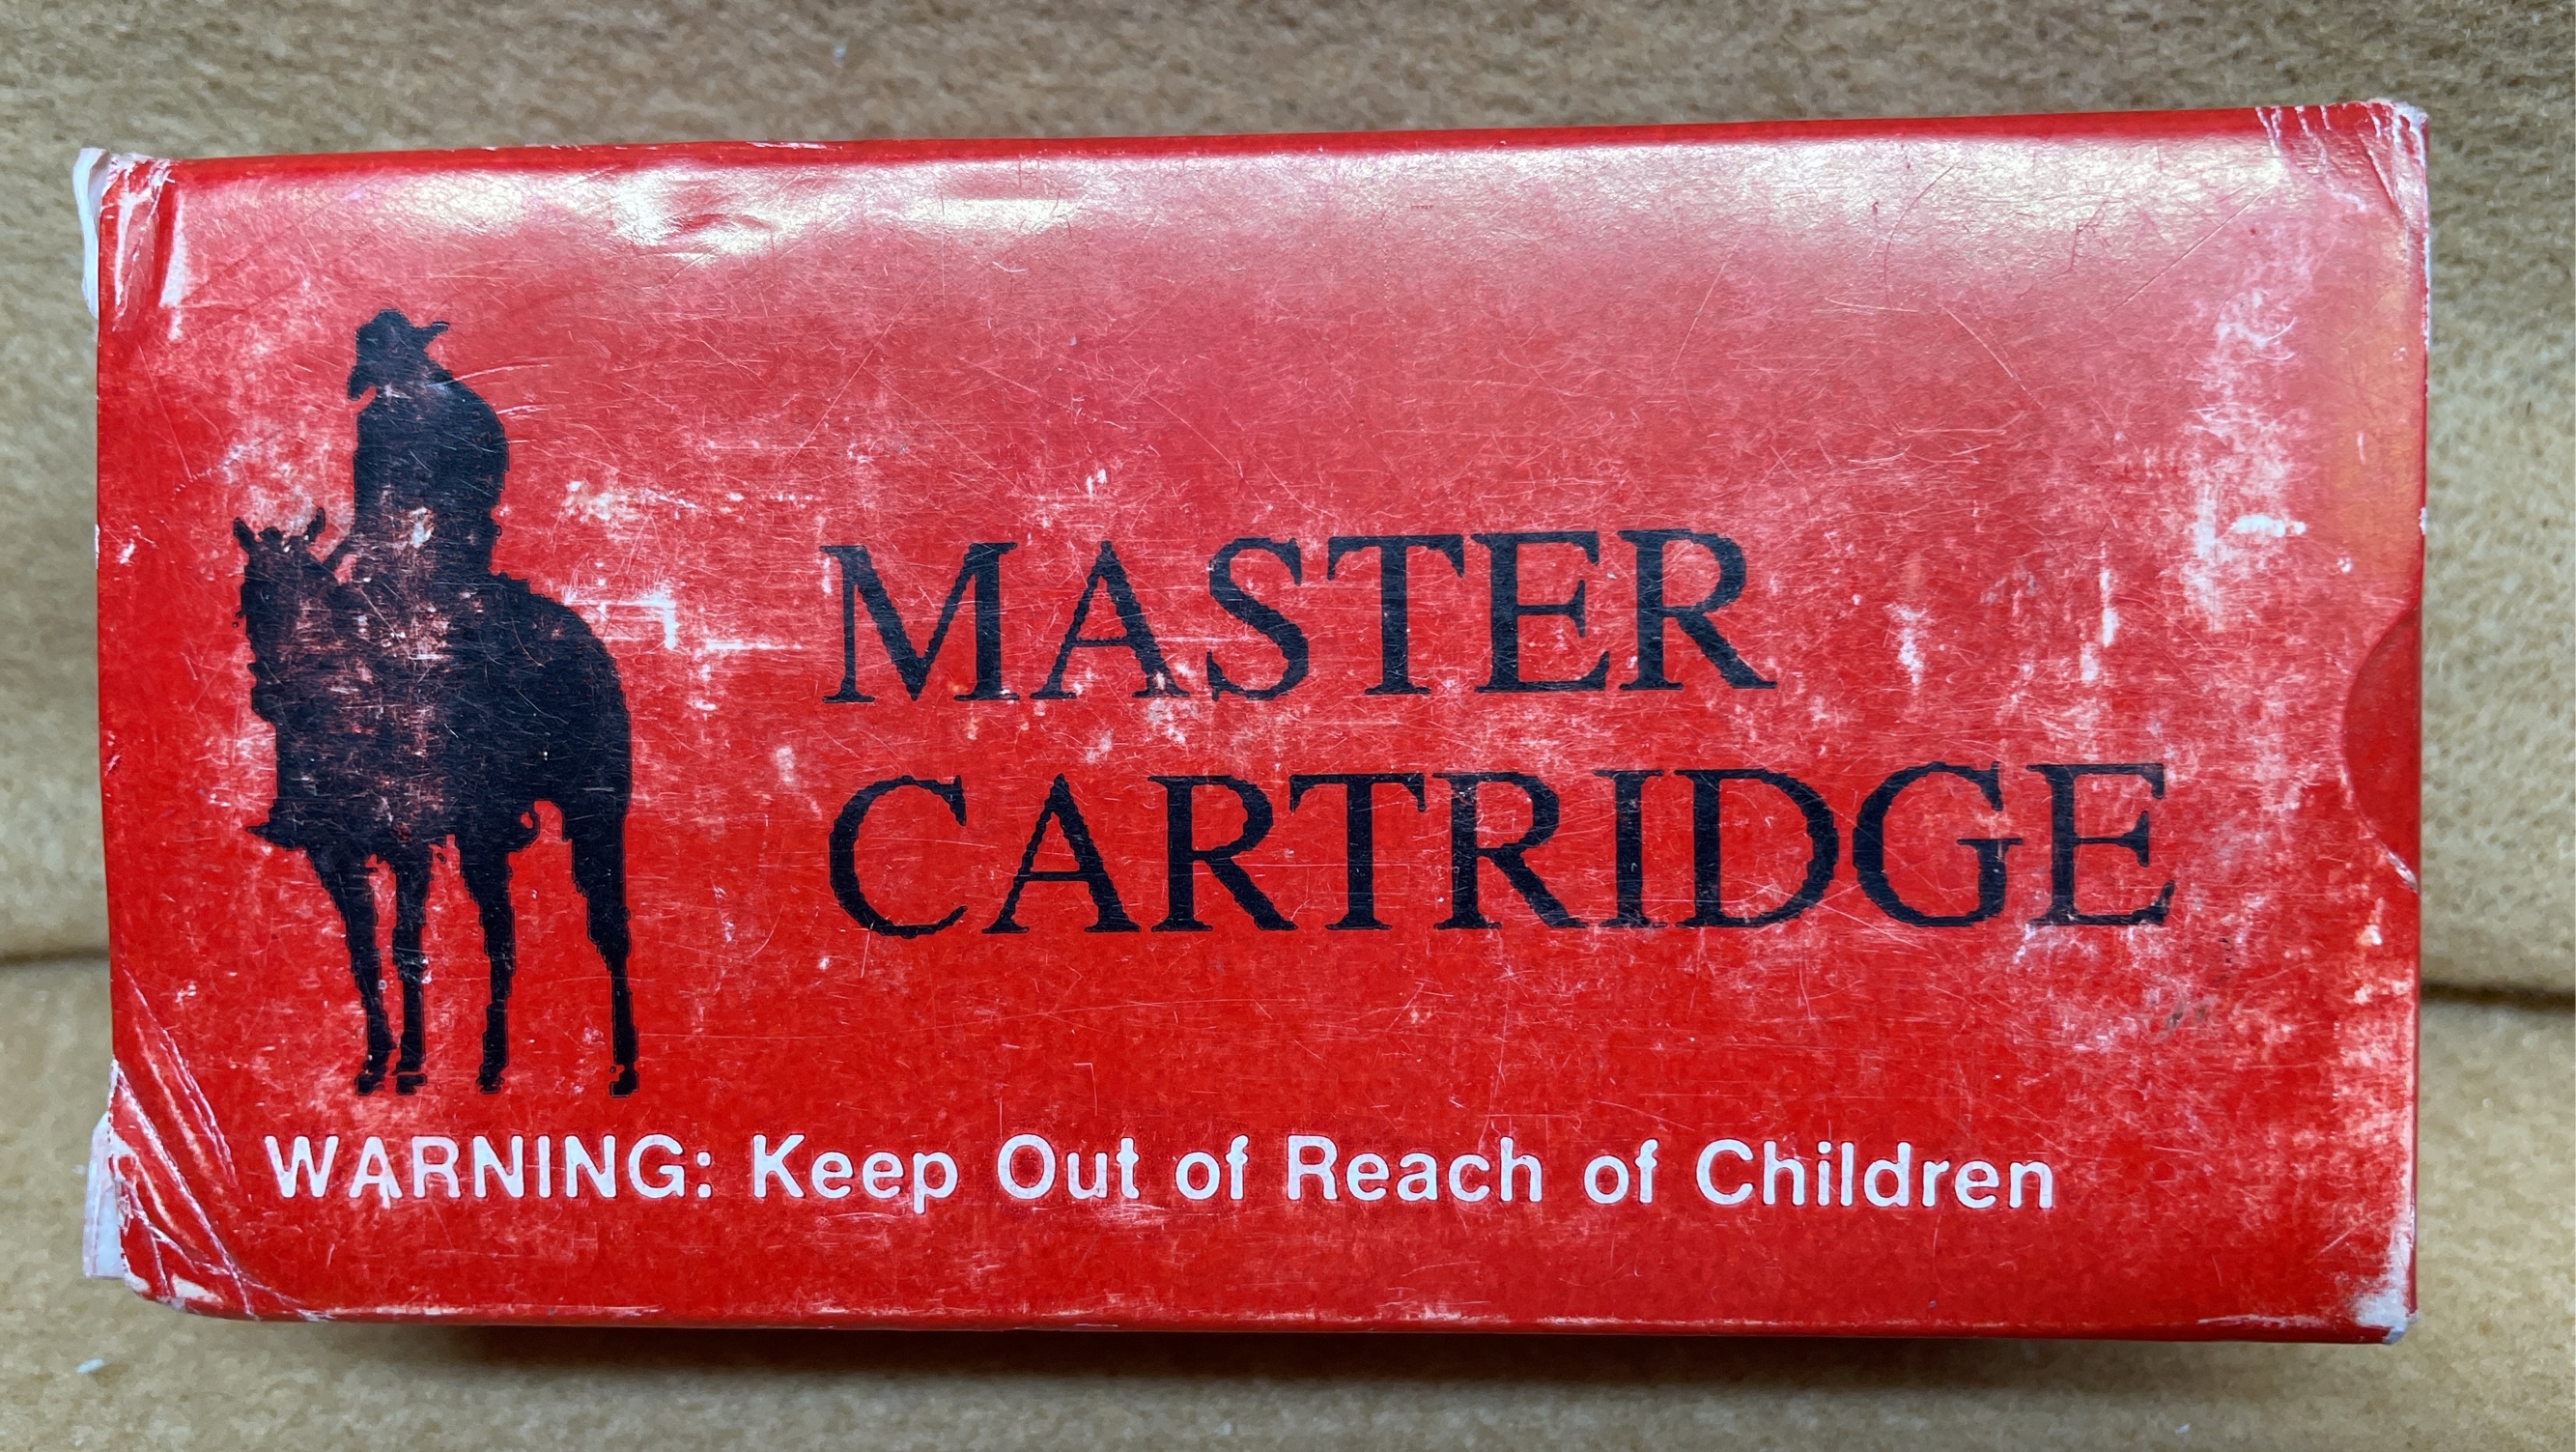 MASTER
CARTRIDGE
WARNING: Keep Out of Reach of Children